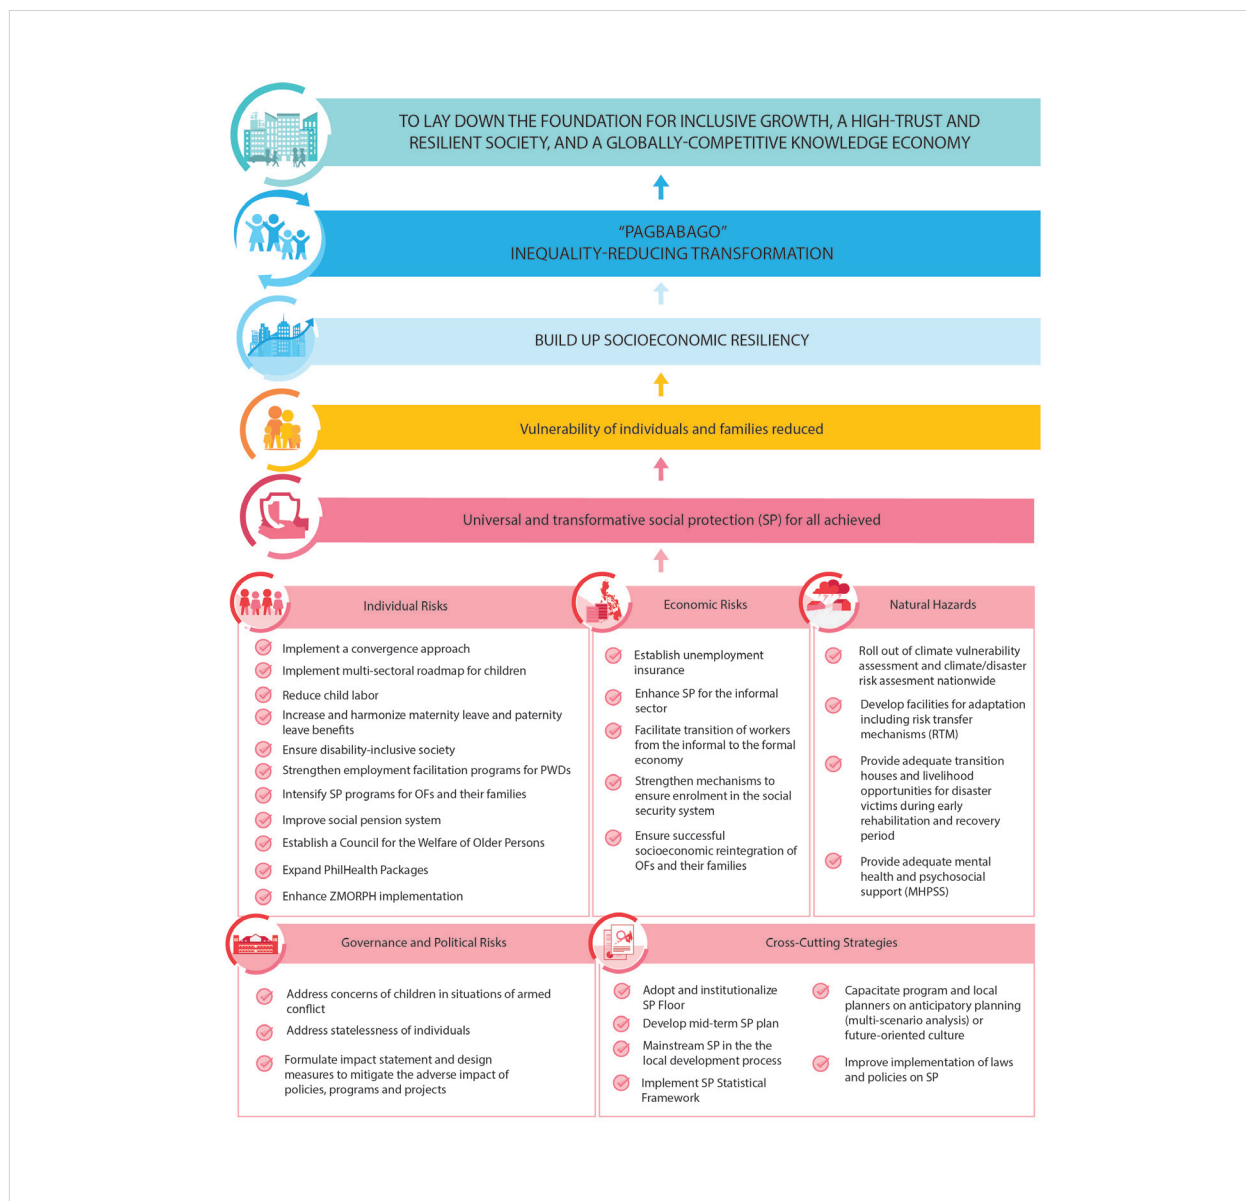 TO LAY DOWN THE FOUNDATION FOR INCLUSIVE GROWTH, A HIGH-TRUST AND
RESILIENT SOCIETY, AND A GLOBALLY-COMPETITIVE KNOWLEDGE ECONOMY
“PAGBABAGO”
INEQUALITY-REDUCING TRANSFORMATION
BUILD UP SOCIOECONOMIC RESILIENCY
Vulnerability of individuals and families reduced
Universal and transformative social protection (SP) for all achieved
Individual Risks
Implement a convergence approach
Implement multi-sectoral roadmap for children
Reduce child labor
Increase and harmonize maternity leave and paternity
leave benefits
Ensure disability-inclusive society
Strengthen employment facilitation programs for PWDs
Intensify SP programs for OFs and their families
Improve social pension system
Establish a Council for the Welfare of Older Persons
Expand PhilHealth Packages
Enhance ZMORPH implementation
Economic Risks
Establish unemployment
insurance
Enhance SP for the informal
sector
Facilitate transition of workers
from the informal to the formal
economy
Strengthen mechanisms to
ensure enrolment in the social
security system
Ensure successful
socioeconomic reintegration of
OFs and their families
Natural Hazards
Roll out of climate vulnerability
assessment and climate/disaster
risk assesment nationwide
Develop facilities for adaptation
including risk transfer
mechanisms (RTM)
Provide adequate transition
houses and livelihood
opportunities for disaster
victims during early
rehabilitation and recovery
period
Provide adequate mental
health and psychosocial
support (MHPSS)
Governance and Political Risks
Address concerns of children in situations of armed
conflict
Address statelessness of individuals
Formulate impact statement and design
measures to mitigate the adverse impact of
policies, programs and projects
Cross-Cutting Strategies
Adopt and institutionalize
SP Floor
Develop mid-term SP plan
Mainstream SP in the the
local development process
Implement SP Statistical
Framework
Capacitate program and local
planners on anticipatory planning
(multi-scenario analysis) or
future-oriented culture
Improve implementation of laws
and policies on SP